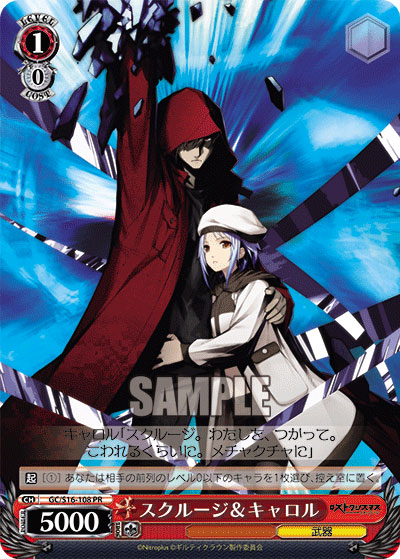 LEVEL
1
0
COST
SAMPLE
キャロル「スクルージ。わたしを、つかって。
こわれるくらいに。メチャクチャに」
起 [①] あなたは相手の前列のレベル0以下のキャラを1枚選び、控え室に置く。
CH GC/S16-108 PR
POWER
5000
スクルージ&キャロル
ロストクリスマス
©Nitroplus ©ギルティクラウン製作委員会
武器